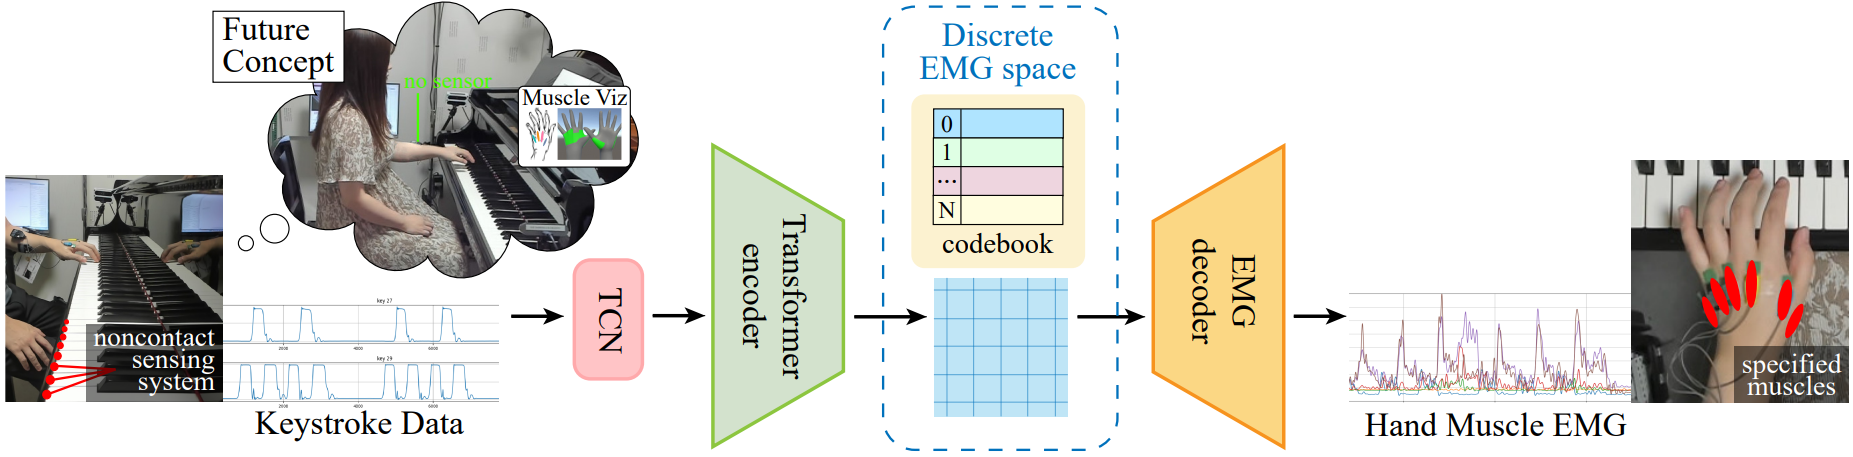 Future
Concept
no sensor
Muscle Viz
noncontact
sensing
system
key 27
2000
4000
6000
key 29
2000
4000
6000
Keystroke Data
TCN
Transformer
encoder
Discrete
EMG space
0
1
...
N
codebook
EMG
decoder
Hand Muscle EMG
specified
muscles